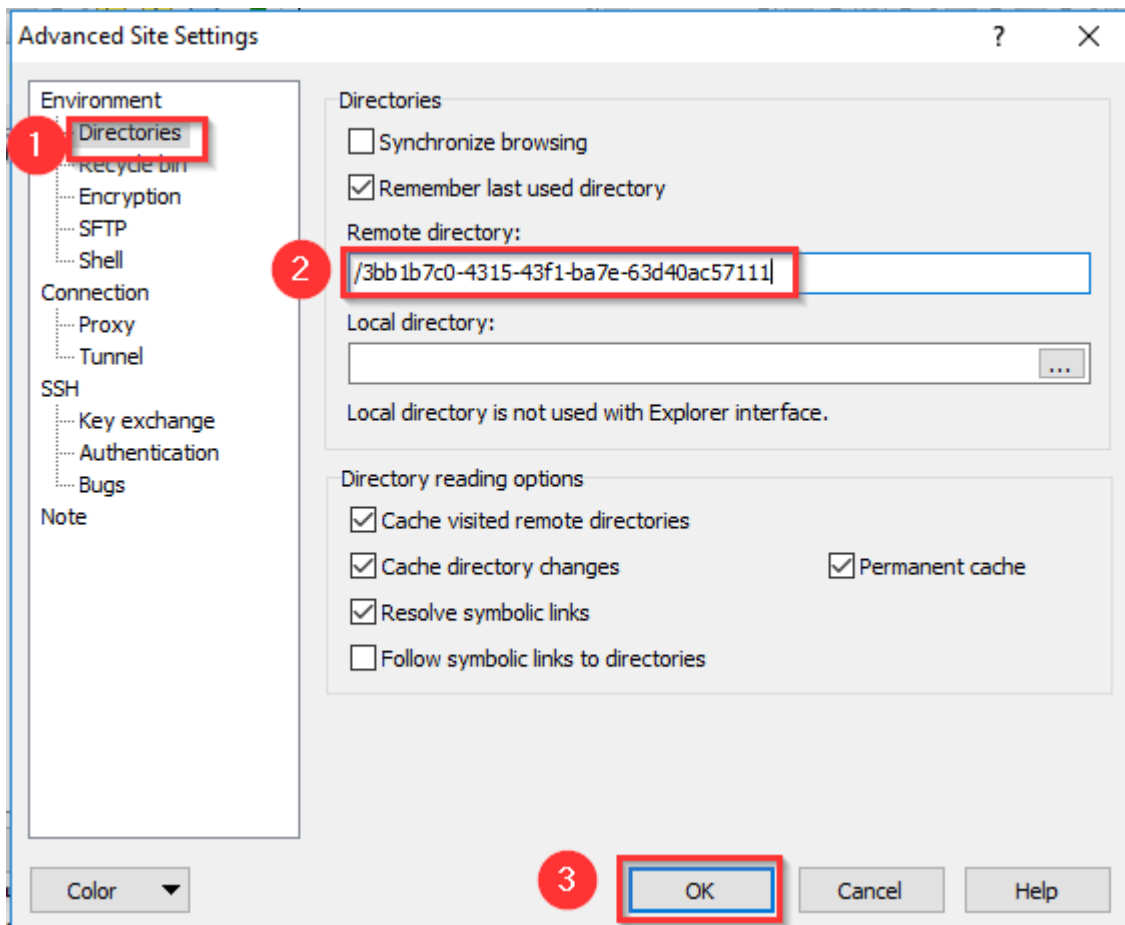 Advanced Site Settings ?
Environment
1 Directories
Recycle bin
Encryption
SFTP
Shell
Connection
Proxy
Tunnel
SSH
Key exchange
Authentication
Bugs
Note
Directories
Synchronize browsing
Remember last used directory
Remote directory:
2 /3bb1b7c0-4315-43f1-ba7e-63d40ac57111
Local directory:
...
Local directory is not used with Explorer interface.
Directory reading options
Cache visited remote directories
Cache directory changes Permanent cache
Resolve symbolic links
Follow symbolic links to directories
Color 3 OK Cancel Help